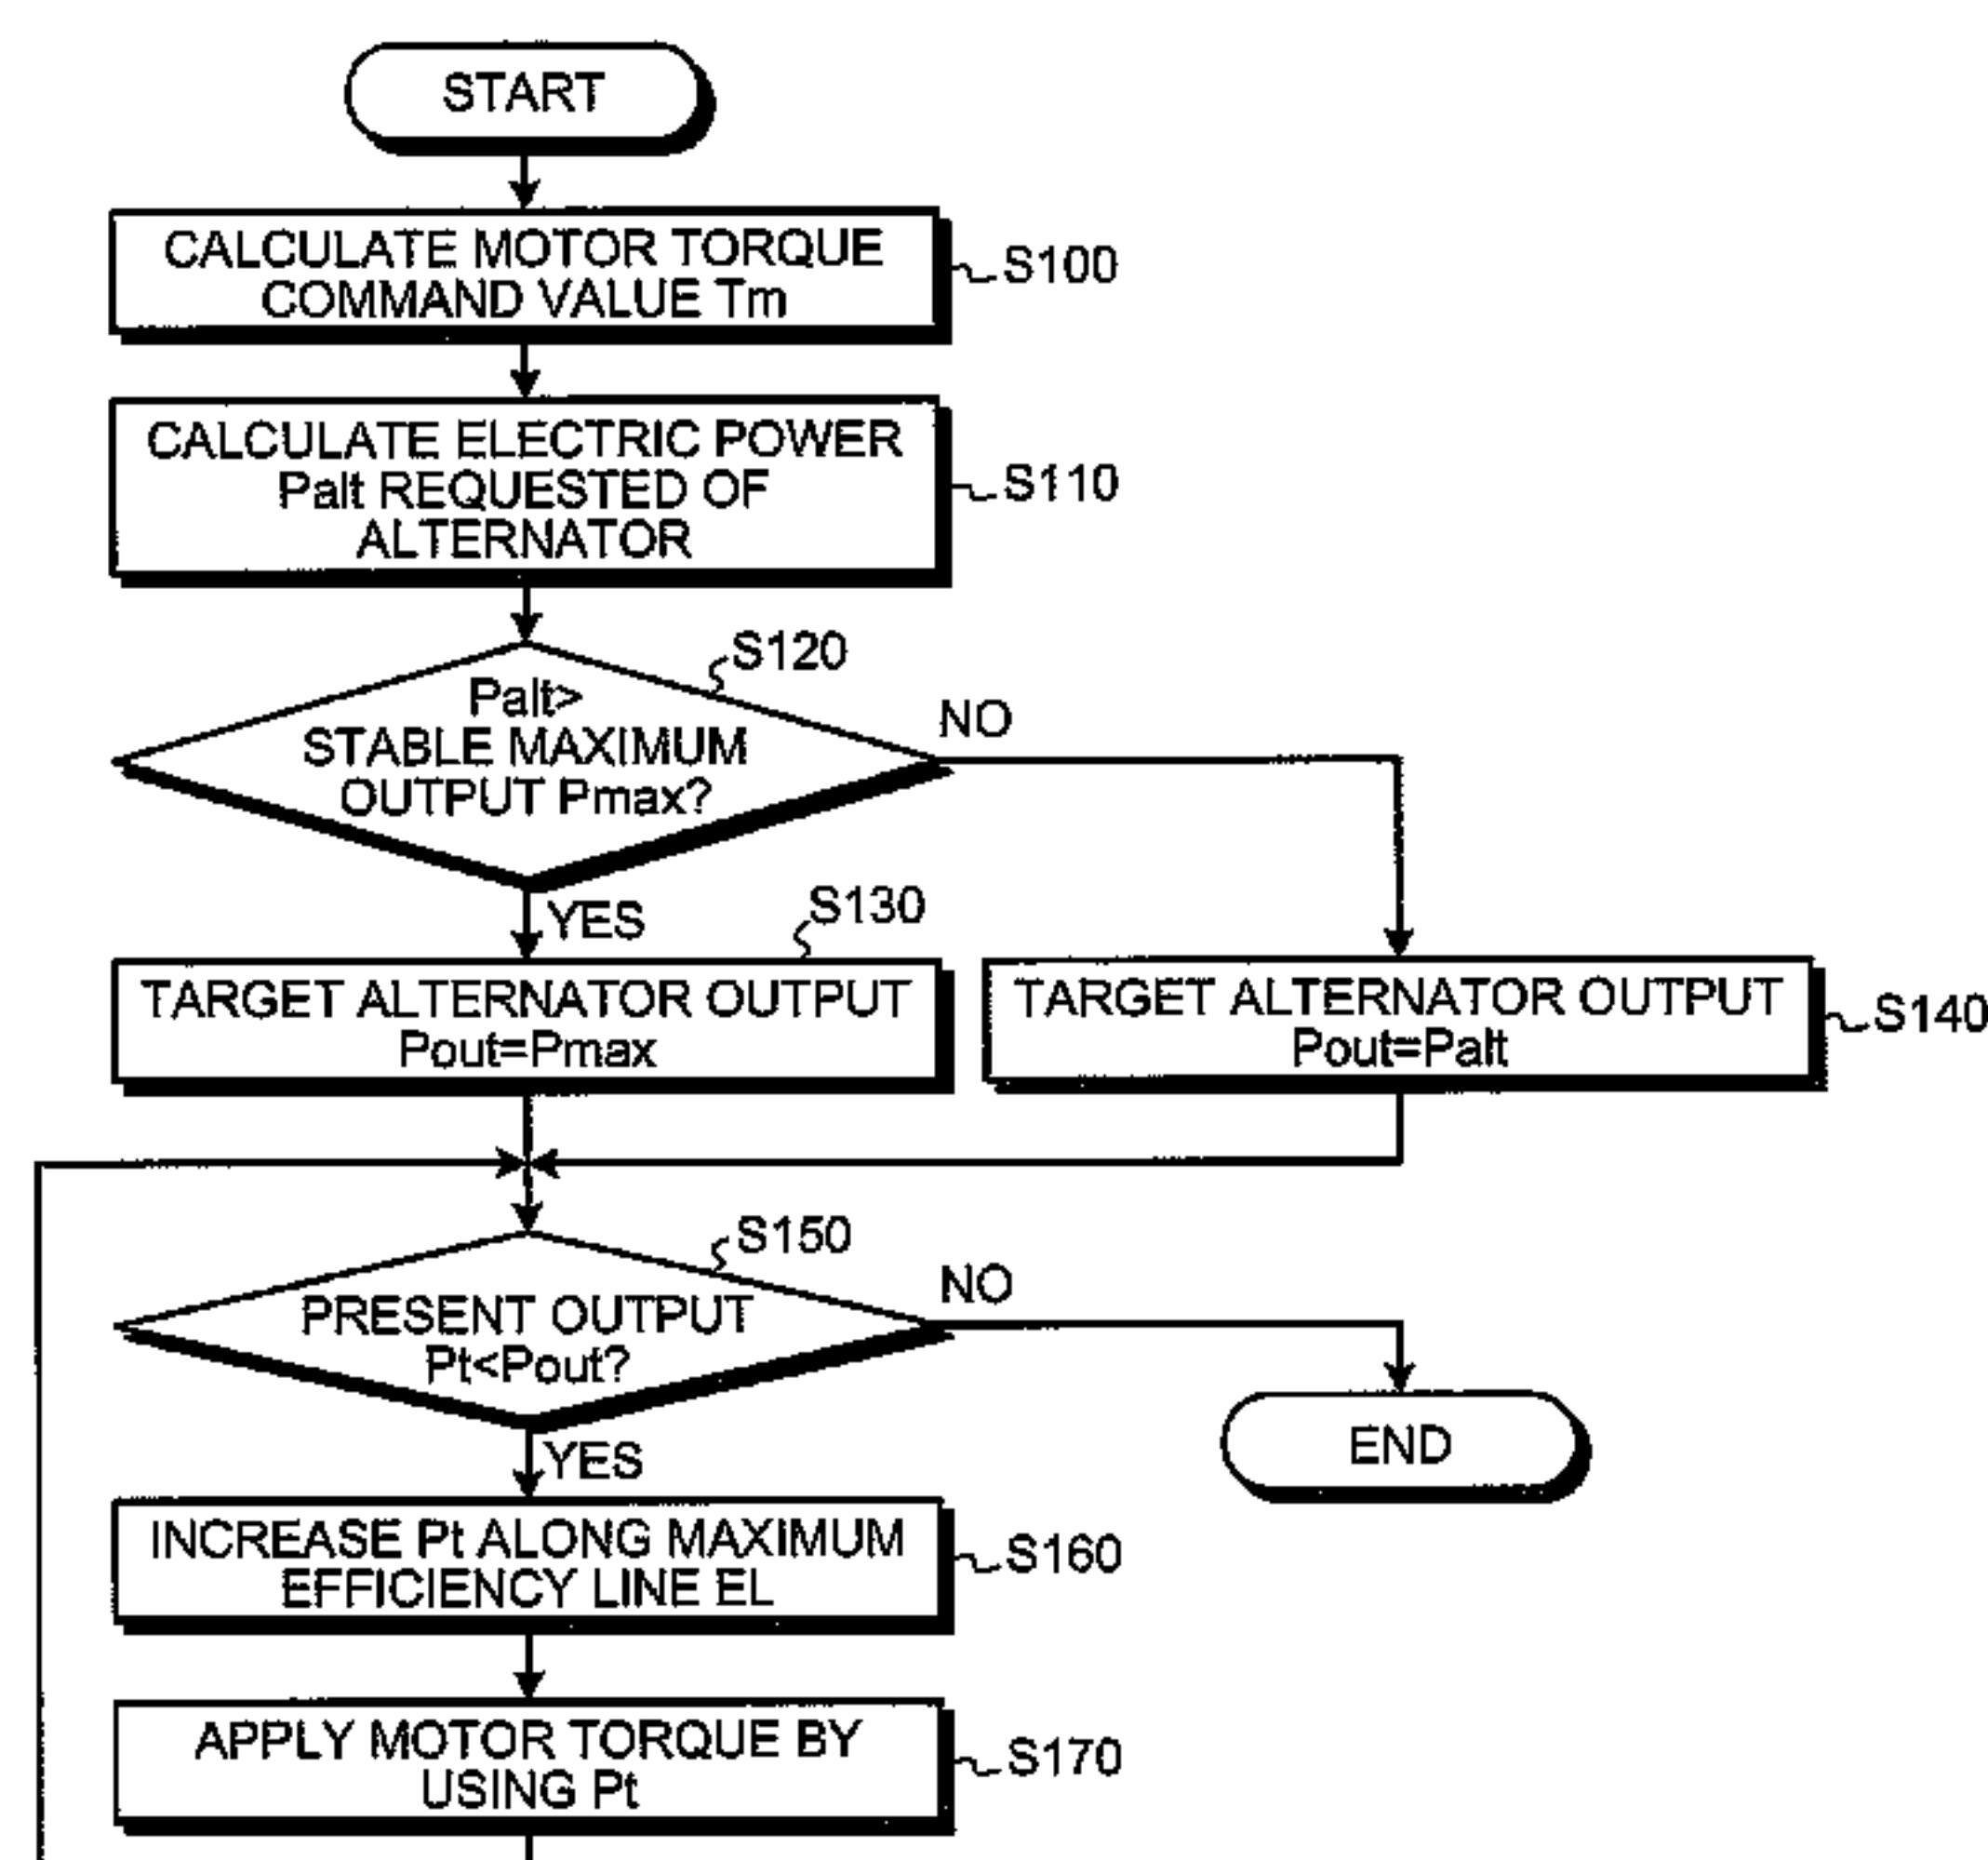 START
CALCULATE MOTOR TORQUE
COMMAND VALUE Tm
S100
CALCULATE ELECTRIC POWER
Palt REQUESTED OF
ALTERNATOR
S110
S120
Palt>
STABLE MAXIMUM
OUTPUT Pmax?
NO
YES
S130
TARGET ALTERNATOR OUTPUT
Pout=Pmax
TARGET ALTERNATOR OUTPUT
Pout=Palt
S140
S150
PRESENT OUTPUT
Pt<Pout?
NO
END
YES
INCREASE Pt ALONG MAXIMUM
EFFICIENCY LINE EL
S160
APPLY MOTOR TORQUE BY
USING Pt
S170